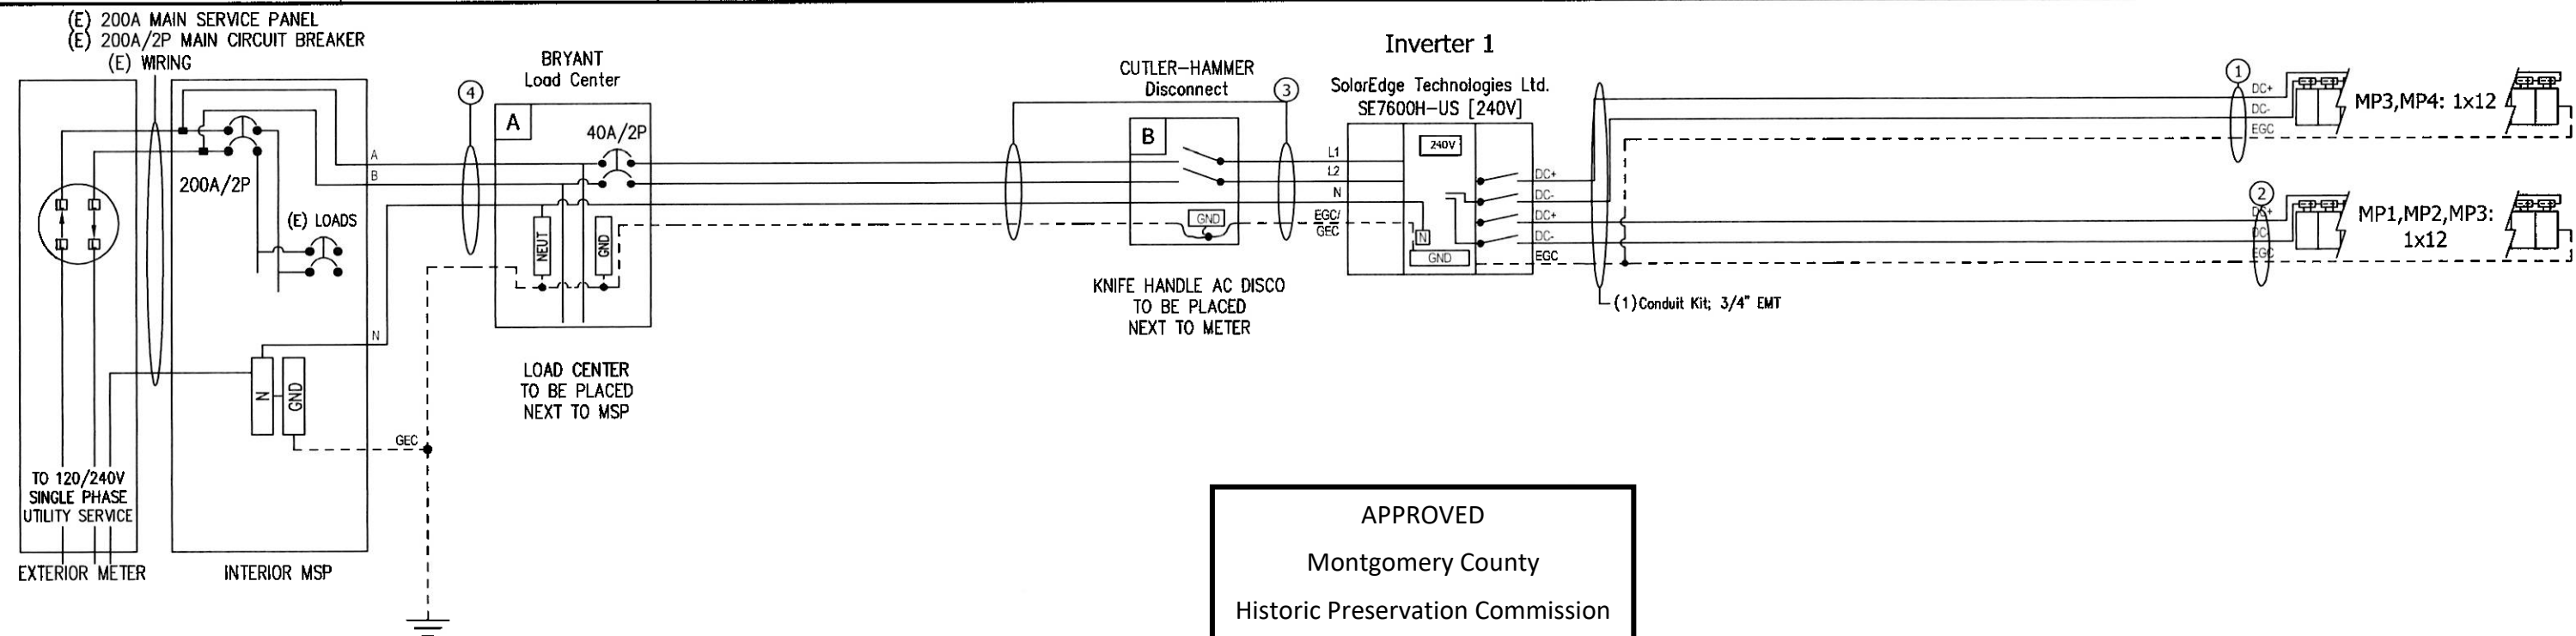 (E) 200A MAIN SERVICE PANEL
(E) 200A/2P MAIN CIRCUIT BREAKER
(E) WIRING
200A/2P
(E) LOADS
A
B
N
N
GND
GEC
TO 120/240V
SINGLE PHASE
UTILITY SERVICE
EXTERIOR METER
INTERIOR MSP
4
BRYANT
Load Center
A
40A/2P
NEUT
GND
LOAD CENTER
TO BE PLACED
NEXT TO MSP
CUTLER-HAMMER
Disconnect
3
B
GND
KNIFE HANDLE AC DISCO
TO BE PLACED
NEXT TO METER
Inverter 1
SolarEdge Technologies Ltd.
SE7600H-US [240V]
240V
L1
L2
N
EGC/
GEC
N
GND
DC+
DC-
DC+
DC-
EGC
(1)Conduit Kit; 3/4" EMT
1
DC+
DC-
EGC
MP3,MP4: 1x12
2
DC+
DC-
EGC
MP1,MP2,MP3:
1x12
APPROVED
Montgomery County
Historic Preservation Commission